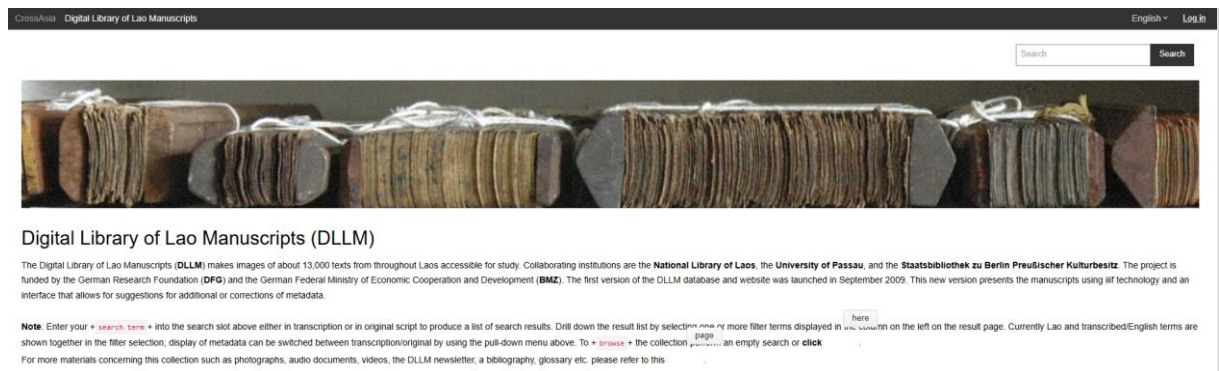 CrossAsia Digital Library of Lao Manuscripts English Log in
Search Search
Digital Library of Lao Manuscripts (DLLM)
The Digital Library of Lao Manuscripts (DLLM) makes images of about 13,000 texts from throughout Laos accessible for study. Collaborating institutions are the National Library of Laos, the University of Passau, and the Staatsbibliothek zu Berlin Preußischer Kulturbesitz. The project is
funded by the German Research Foundation (DFG) and the German Federal Ministry of Economic Cooperation and Development (BMZ). The first version of the DLLM database and website was launched in September 2009. This new version presents the manuscripts using iiif technology and an
interface that allows for suggestions for additional or corrections of metadata.
here
Note: Enter your + search term + into the search slot above either in transcription or in original script to produce a list of search results. Drill down the result list by selecting one or more filter terms displayed in the column on the left on the result page. Currently Lao and transcribed/English terms are
page
shown together in the filter selection; display of metadata can be switched between transcription/original by using the pull-down menu above. To + browse + the collection perform an empty search or click .
For more materials concerning this collection such as photographs, audio documents, videos, the DLLM newsletter, a bibliography, glossary etc. please refer to this .